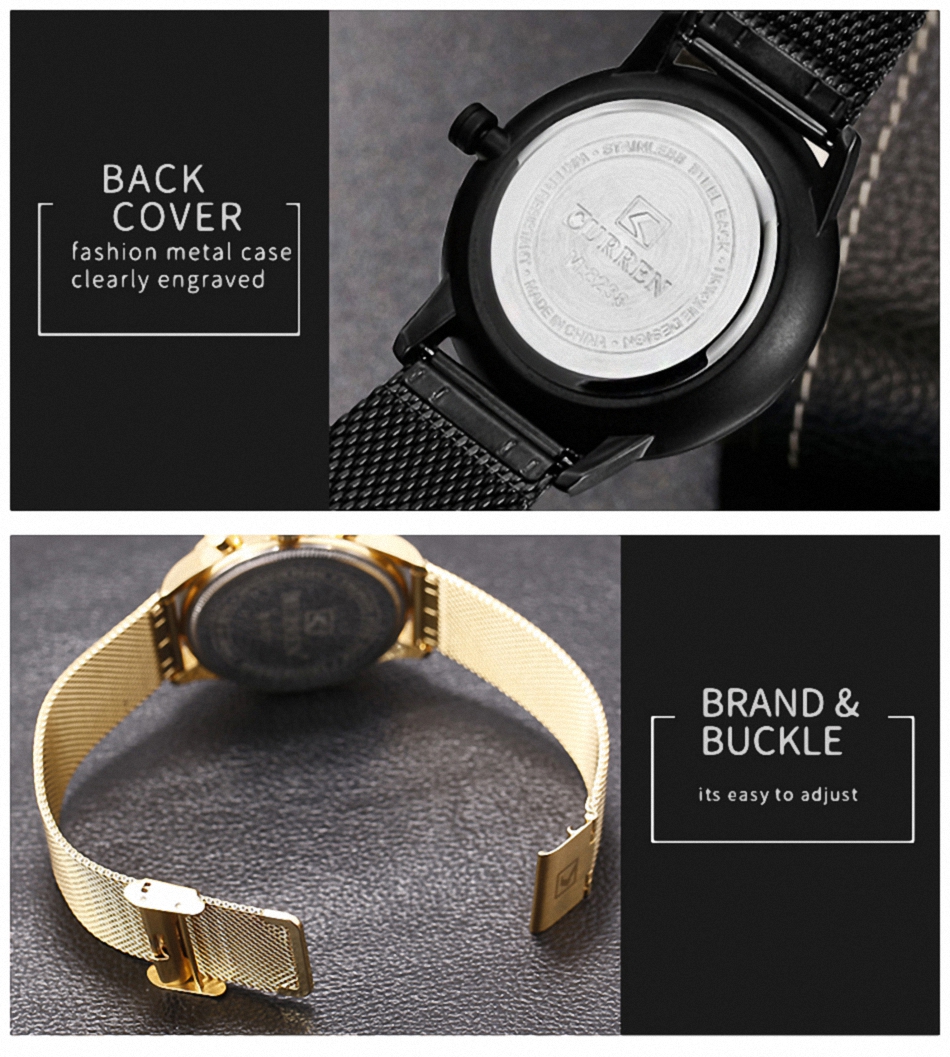 BACK
COVER
fashion metal case
clearly engraved
STAINLESS STEEL BACK
DESIGN
MADE IN CHINA
CURREN
BRAND &
BUCKLE
its easy to adjust